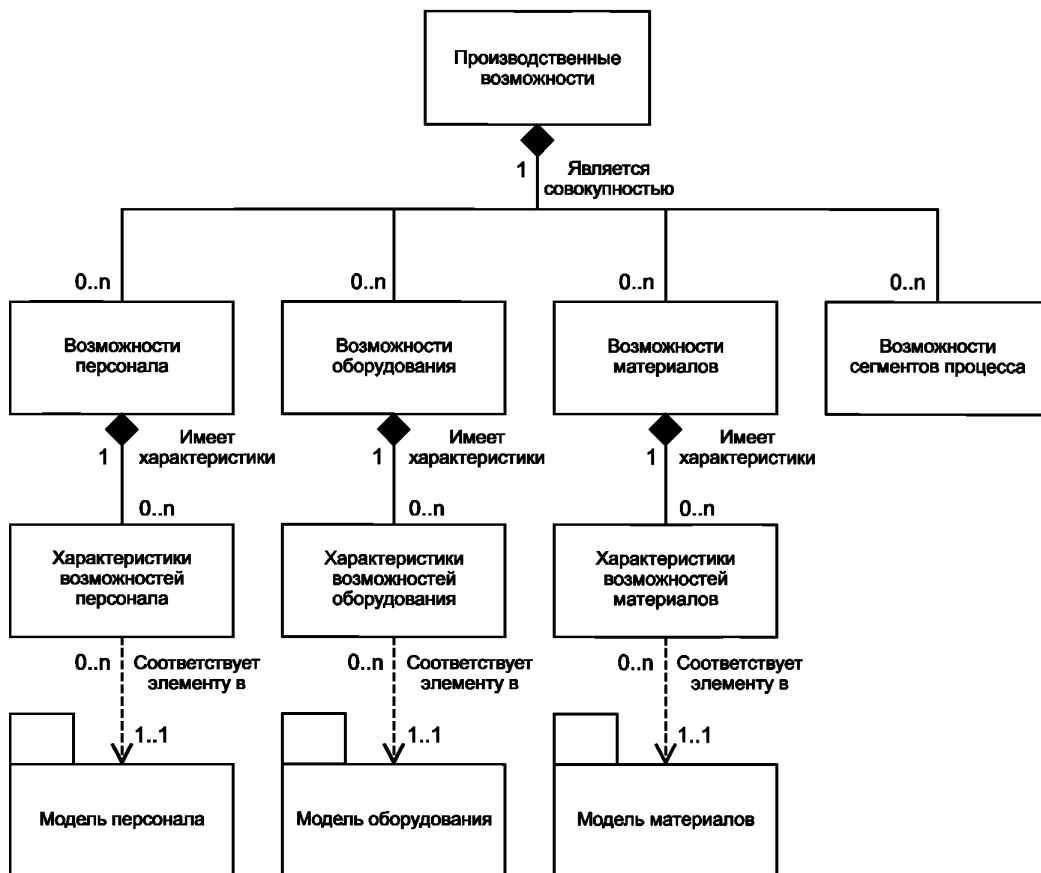 Производственные
возможности
1
Является
совокупностью
0..n
0..n
0..n
0..n
Возможности
персонала
Возможности
оборудования
Возможности
материалов
Возможности
сегментов процесса
1
Имеет
характеристики
1
Имеет
характеристики
1
Имеет
характеристики
0..n
0..n
0..n
Характеристики
возможностей
персонала
Характеристики
возможностей
оборудования
Характеристики
возможностей
материалов
0..n
Соответствует
элементу в
0..n
Соответствует
элементу в
0..n
Соответствует
элементу в
1..1
1..1
1..1
Модель персонала
Модель оборудования
Модель материалов